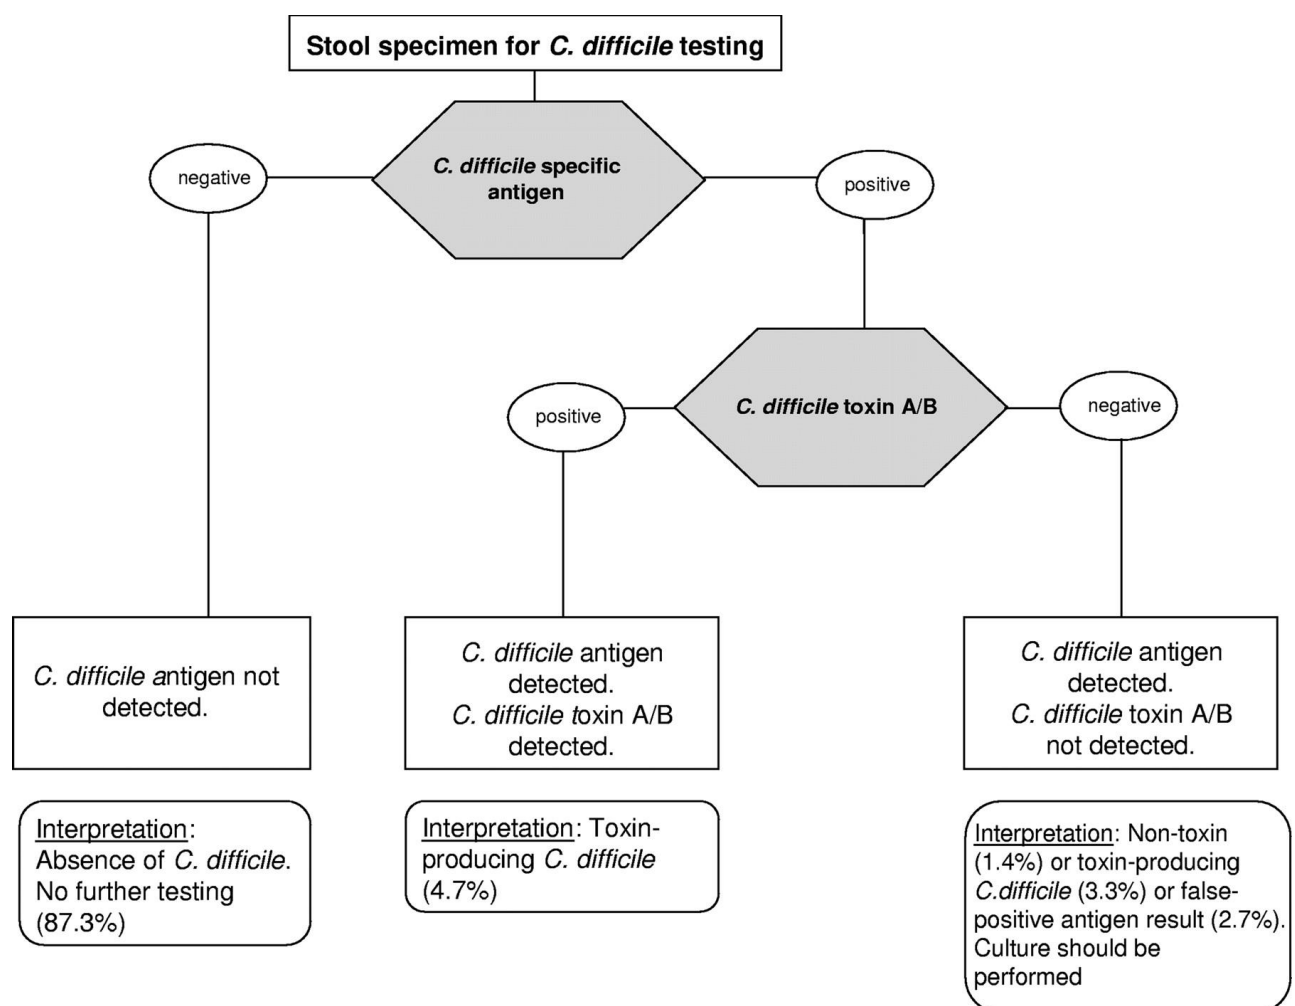 Stool specimen for C. difficile testing
C. difficile specific
antigen
negative
positive
C. difficile toxin A/B
positive
negative
C. difficile antigen not
detected.
C. difficile antigen
detected.
C. difficile toxin A/B
detected.
C. difficile antigen
detected.
C. difficile toxin A/B
not detected.
Interpretation:
Absence of C. difficile.
No further testing
(87.3%)
Interpretation: Toxin-
producing C. difficile
(4.7%)
Interpretation: Non-toxin
(1.4%) or toxin-producing
C.difficile (3.3%) or false-
positive antigen result (2.7%).
Culture should be
performed